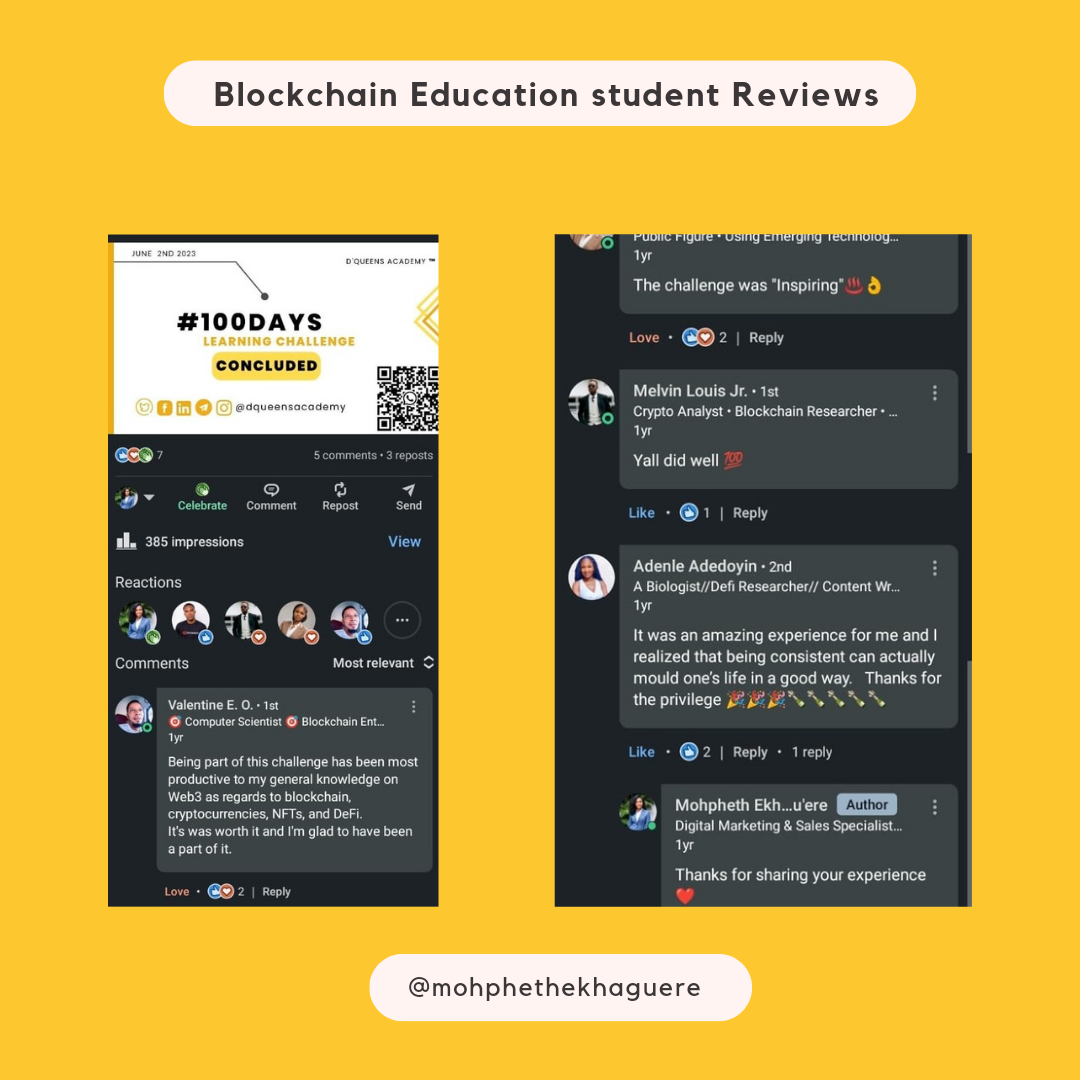 Blockchain Education student Reviews
JUNE 2ND 2023
D'QUEENS ACADEMY ™
#100DAYS
LEARNING CHALLENGE
CONCLUDED
@dqueensacademy
7
5 comments • 3 reposts
Celebrate
Comment
Repost
Send
385 impressions
View
Reactions
Comments
Most relevant
Valentine E. O. • 1st
🎯 Computer Scientist 🎯 Blockchain Ent...
1yr
Being part of this challenge has been most
productive to my general knowledge on
Web3 as regards to blockchain,
cryptocurrencies, NFTs, and DeFi.
It's was worth it and I'm glad to have been
a part of it.
Love • 2 | Reply
Public Figure • Using Emerging Technolog...
1yr
The challenge was "Inspiring"♨️👌
Love • 2 | Reply
Melvin Louis Jr. • 1st
Crypto Analyst • Blockchain Researcher • ...
1yr
Yall did well 💯
Like • 1 | Reply
Adenle Adedoyin • 2nd
A Biologist//Defi Researcher// Content Wr...
1yr
It was an amazing experience for me and I
realized that being consistent can actually
mould one's life in a good way. Thanks for
the privilege 🎉🎉🎉🍾🍾🍾🍾🍾
Like • 2 | Reply • 1 reply
Mohpheth Ekh...u'ere Author
Digital Marketing & Sales Specialist...
1yr
Thanks for sharing your experience
❤️
@mohphethekhaguere